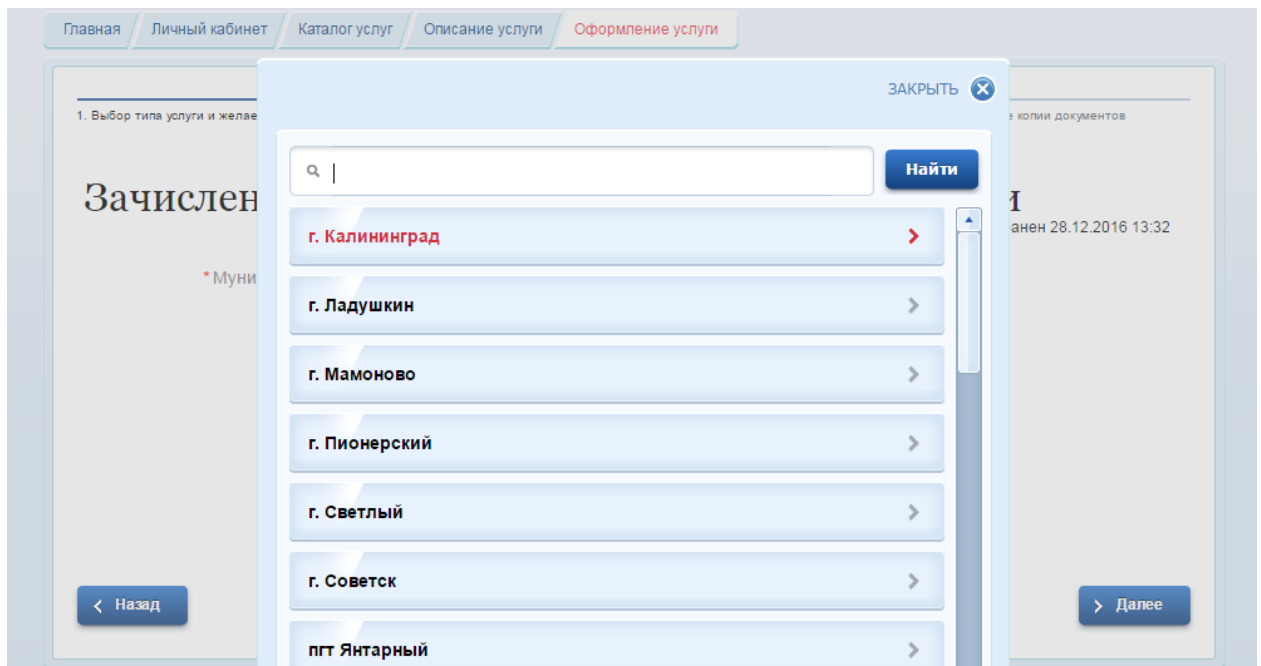 Главная Личный кабинет Каталог услуг Описание услуги Оформление услуги
ЗАКРЫТЬ
1. Выбор типа услуги и желае
е копии документов
Найти
Зачислен
и
анен 28.12.2016 13:32
г. Калининград
*Муни
г. Ладушкин
г. Мамоново
г. Пионерский
г. Светлый
г. Советск
Назад
Далее
пгт Янтарный